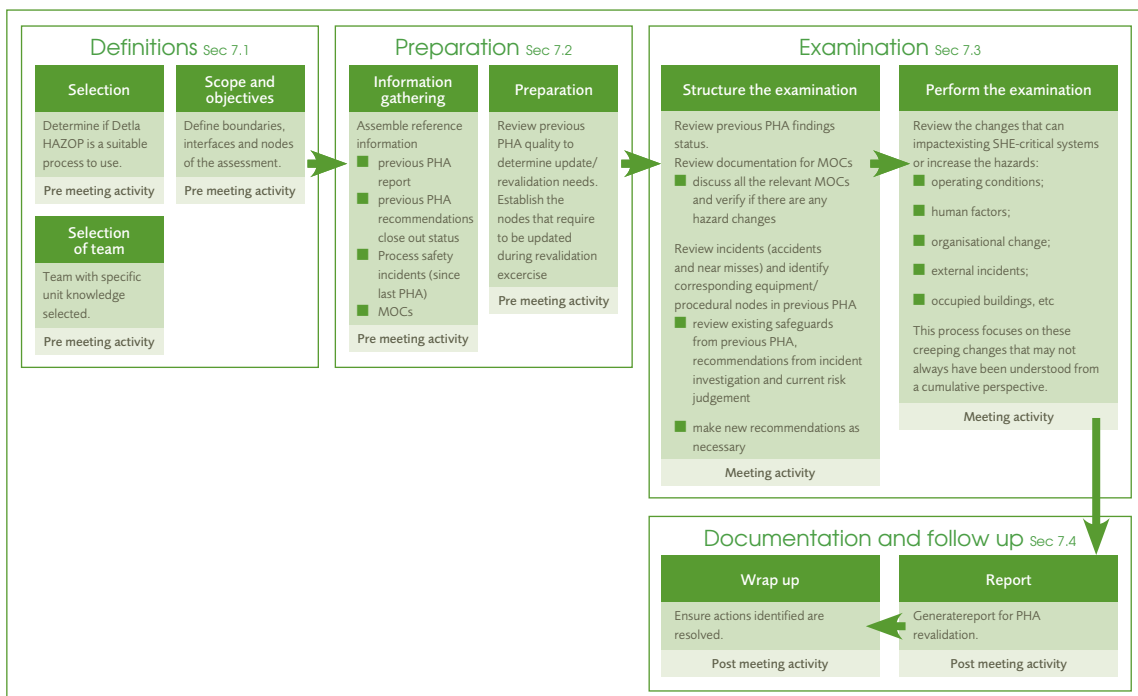 Definitions Sec 7.1
Selection
Determine if Detla
HAZOP is a suitable
process to use.
Pre meeting activity
Scope and
objectives
Define boundaries,
interfaces and nodes
of the assessment.
Pre meeting activity
Selection
of team
Team with specific
unit knowledge
selected.
Pre meeting activity
Preparation Sec 7.2
Information
gathering
Assemble reference
information
previous PHA
report
previous PHA
recommendations
close out status
Process safety
incidents (since
last PHA)
MOCs
Pre meeting activity
Preparation
Review previous
PHA quality to
determine update/
revalidation needs.
Establish the
nodes that require
to be updated
during revalidation
excercise
Pre meeting activity
Examination Sec 7.3
Structure the examination
Review previous PHA findings
status.
Review documentation for MOCs
discuss all the relevant MOCs
and verify if there are any
hazard changes
Review incidents (accidents
and near misses) and identify
corresponding equipment/
procedural nodes in previous PHA
review existing safeguards
from previous PHA,
recommendations from incident
investigation and current risk
judgement
make new recommendations as
necessary
Meeting activity
Perform the examination
Review the changes that can
impactexisting SHE-critical systems
or increase the hazards:
operating conditions;
human factors;
organisational change;
external incidents;
occupied buildings, etc
This process focuses on these
creeping changes that may not
always have been understood from
a cumulative perspective.
Meeting activity
Documentation and follow up Sec 7.4
Wrap up
Ensure actions identified are
resolved.
Post meeting activity
Report
Generatereport for PHA
revalidation.
Post meeting activity